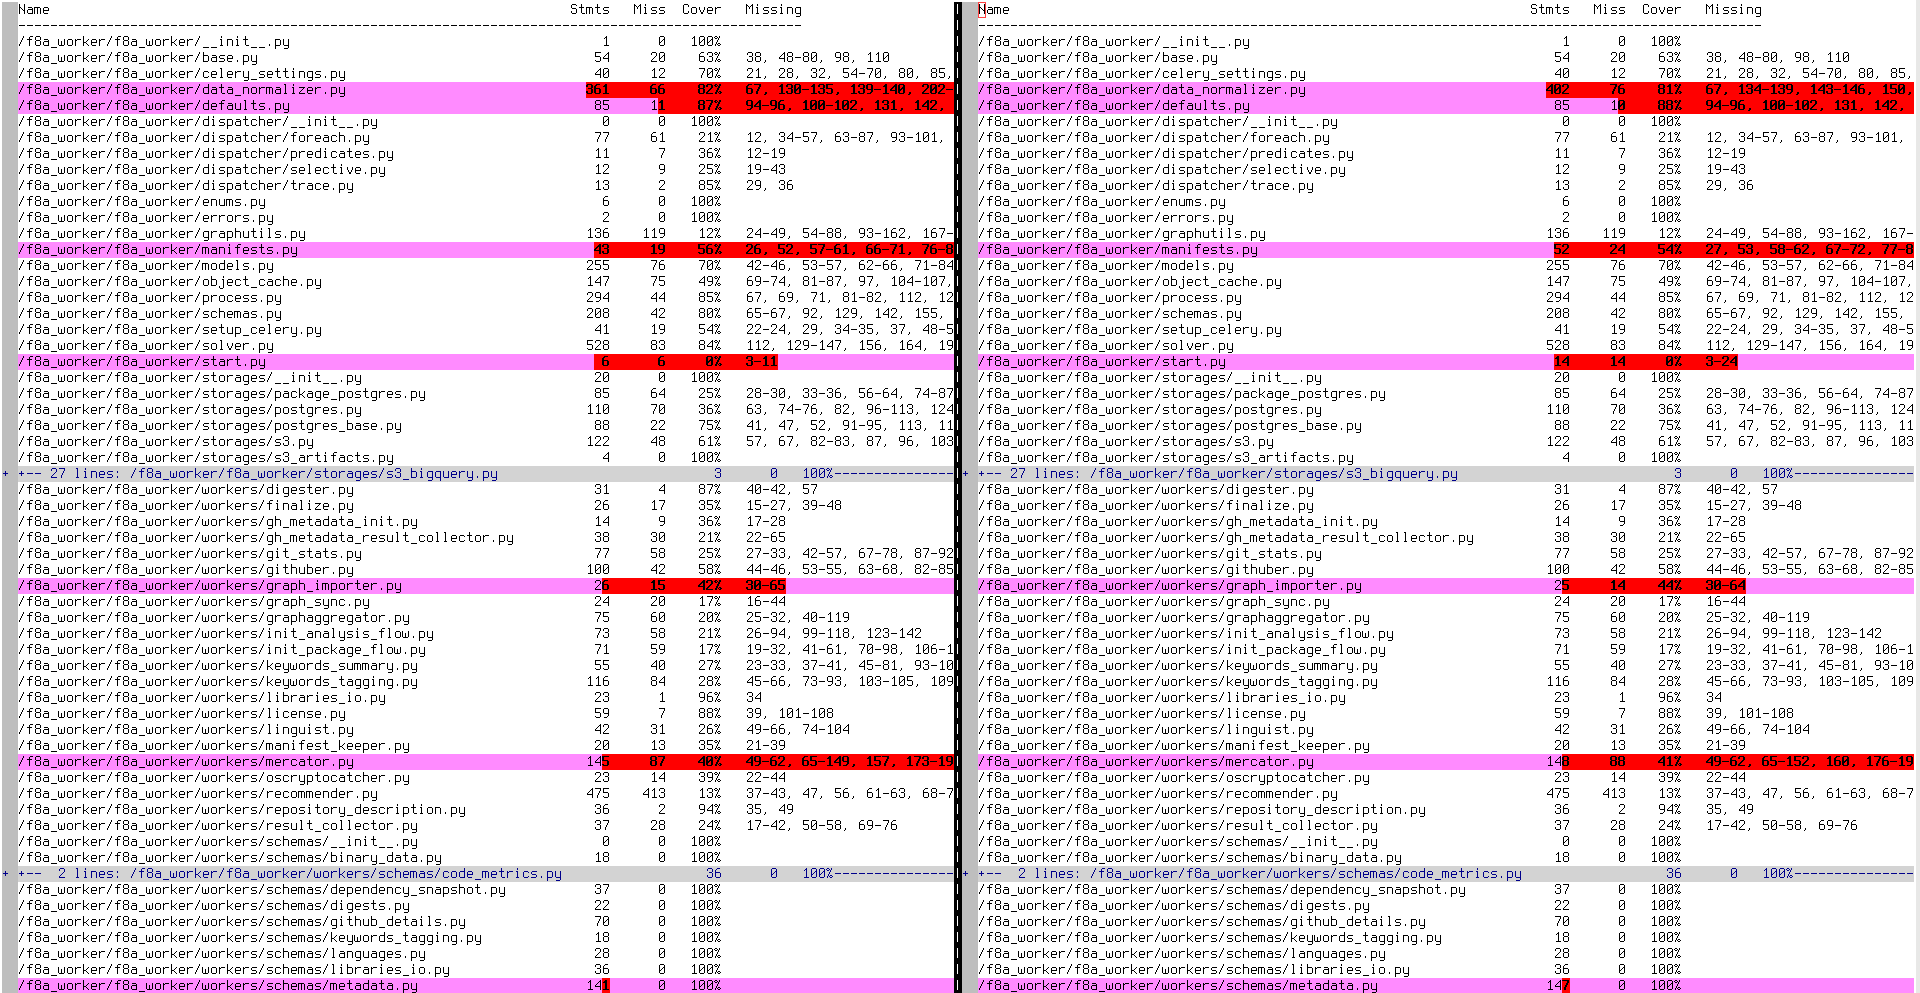 Name Stmts Miss Cover Missing
--------------------------------------------------------------------------------------------------
/f8a_worker/f8a_worker/__init__.py 1 0 100%
/f8a_worker/f8a_worker/base.py 54 20 63% 38, 48-80, 98, 110
/f8a_worker/f8a_worker/celery_settings.py 40 12 70% 21, 28, 32, 54-70, 80, 85,
/f8a_worker/f8a_worker/data_normalizer.py 361 66 82% 67, 130-135, 139-140, 202-
/f8a_worker/f8a_worker/defaults.py 85 11 87% 94-96, 100-102, 131, 142,
/f8a_worker/f8a_worker/dispatcher/__init__.py 0 0 100%
/f8a_worker/f8a_worker/dispatcher/foreach.py 77 61 21% 12, 34-57, 63-87, 93-101,
/f8a_worker/f8a_worker/dispatcher/predicates.py 11 7 36% 12-19
/f8a_worker/f8a_worker/dispatcher/selective.py 12 9 25% 19-43
/f8a_worker/f8a_worker/dispatcher/trace.py 13 2 85% 29, 36
/f8a_worker/f8a_worker/enums.py 6 0 100%
/f8a_worker/f8a_worker/errors.py 2 0 100%
/f8a_worker/f8a_worker/graphutils.py 136 119 12% 24-49, 54-88, 93-162, 167-
/f8a_worker/f8a_worker/manifests.py 43 19 56% 26, 52, 57-61, 66-71, 76-8
/f8a_worker/f8a_worker/models.py 255 76 70% 42-46, 53-57, 62-66, 71-84
/f8a_worker/f8a_worker/object_cache.py 147 75 49% 69-74, 81-87, 97, 104-107,
/f8a_worker/f8a_worker/process.py 294 44 85% 67, 69, 71, 81-82, 112, 12
/f8a_worker/f8a_worker/schemas.py 208 42 80% 65-67, 92, 129, 142, 155,
/f8a_worker/f8a_worker/setup_celery.py 41 19 54% 22-24, 29, 34-35, 37, 48-5
/f8a_worker/f8a_worker/solver.py 528 83 84% 112, 129-147, 156, 164, 19
/f8a_worker/f8a_worker/start.py 6 6 0% 3-11
/f8a_worker/f8a_worker/storages/__init__.py 20 0 100%
/f8a_worker/f8a_worker/storages/package_postgres.py 85 64 25% 28-30, 33-36, 56-64, 74-87
/f8a_worker/f8a_worker/storages/postgres.py 110 70 36% 63, 74-76, 82, 96-113, 124
/f8a_worker/f8a_worker/storages/postgres_base.py 88 22 75% 41, 47, 52, 91-95, 113, 11
/f8a_worker/f8a_worker/storages/s3.py 122 48 61% 57, 67, 82-83, 87, 96, 103
/f8a_worker/f8a_worker/storages/s3_artifacts.py 4 0 100%
+ +-- 27 lines: /f8a_worker/f8a_worker/storages/s3_bigquery.py 3 0 100%---------------
/f8a_worker/f8a_worker/workers/digester.py 31 4 87% 40-42, 57
/f8a_worker/f8a_worker/workers/finalize.py 26 17 35% 15-27, 39-48
/f8a_worker/f8a_worker/workers/gh_metadata_init.py 14 9 36% 17-28
/f8a_worker/f8a_worker/workers/gh_metadata_result_collector.py 38 30 21% 22-65
/f8a_worker/f8a_worker/workers/git_stats.py 77 58 25% 27-33, 42-57, 67-78, 87-92
/f8a_worker/f8a_worker/workers/githuber.py 100 42 58% 44-46, 53-55, 63-68, 82-85
/f8a_worker/f8a_worker/workers/graph_importer.py 26 15 42% 30-65
/f8a_worker/f8a_worker/workers/graph_sync.py 24 20 17% 16-44
/f8a_worker/f8a_worker/workers/graphaggregator.py 75 60 20% 25-32, 40-119
/f8a_worker/f8a_worker/workers/init_analysis_flow.py 73 58 21% 26-94, 99-118, 123-142
/f8a_worker/f8a_worker/workers/init_package_flow.py 71 59 17% 19-32, 41-61, 70-98, 106-1
/f8a_worker/f8a_worker/workers/keywords_summary.py 55 40 27% 23-33, 37-41, 45-81, 93-10
/f8a_worker/f8a_worker/workers/keywords_tagging.py 116 84 28% 45-66, 73-93, 103-105, 109
/f8a_worker/f8a_worker/workers/libraries_io.py 23 1 96% 34
/f8a_worker/f8a_worker/workers/license.py 59 7 88% 39, 101-108
/f8a_worker/f8a_worker/workers/linguist.py 42 31 26% 49-66, 74-104
/f8a_worker/f8a_worker/workers/manifest_keeper.py 20 13 35% 21-39
/f8a_worker/f8a_worker/workers/mercator.py 145 87 40% 49-62, 65-149, 157, 173-19
/f8a_worker/f8a_worker/workers/oscryptocatcher.py 23 14 39% 22-44
/f8a_worker/f8a_worker/workers/recommender.py 475 413 13% 37-43, 47, 56, 61-63, 68-7
/f8a_worker/f8a_worker/workers/repository_description.py 36 2 94% 35, 49
/f8a_worker/f8a_worker/workers/result_collector.py 37 28 24% 17-42, 50-58, 69-76
/f8a_worker/f8a_worker/workers/schemas/__init__.py 0 0 100%
/f8a_worker/f8a_worker/workers/schemas/binary_data.py 18 0 100%
+ +-- 2 lines: /f8a_worker/f8a_worker/workers/schemas/code_metrics.py 36 0 100%---------------
/f8a_worker/f8a_worker/workers/schemas/dependency_snapshot.py 37 0 100%
/f8a_worker/f8a_worker/workers/schemas/digests.py 22 0 100%
/f8a_worker/f8a_worker/workers/schemas/github_details.py 70 0 100%
/f8a_worker/f8a_worker/workers/schemas/keywords_tagging.py 18 0 100%
/f8a_worker/f8a_worker/workers/schemas/languages.py 28 0 100%
/f8a_worker/f8a_worker/workers/schemas/libraries_io.py 36 0 100%
/f8a_worker/f8a_worker/workers/schemas/metadata.py 141 0 100%
Name Stmts Miss Cover Missing
--------------------------------------------------------------------------------------------------
/f8a_worker/f8a_worker/__init__.py 1 0 100%
/f8a_worker/f8a_worker/base.py 54 20 63% 38, 48-80, 98, 110
/f8a_worker/f8a_worker/celery_settings.py 40 12 70% 21, 28, 32, 54-70, 80, 85,
/f8a_worker/f8a_worker/data_normalizer.py 402 76 81% 67, 134-139, 143-146, 150,
/f8a_worker/f8a_worker/defaults.py 85 10 88% 94-96, 100-102, 131, 142,
/f8a_worker/f8a_worker/dispatcher/__init__.py 0 0 100%
/f8a_worker/f8a_worker/dispatcher/foreach.py 77 61 21% 12, 34-57, 63-87, 93-101,
/f8a_worker/f8a_worker/dispatcher/predicates.py 11 7 36% 12-19
/f8a_worker/f8a_worker/dispatcher/selective.py 12 9 25% 19-43
/f8a_worker/f8a_worker/dispatcher/trace.py 13 2 85% 29, 36
/f8a_worker/f8a_worker/enums.py 6 0 100%
/f8a_worker/f8a_worker/errors.py 2 0 100%
/f8a_worker/f8a_worker/graphutils.py 136 119 12% 24-49, 54-88, 93-162, 167-
/f8a_worker/f8a_worker/manifests.py 52 24 54% 27, 53, 58-62, 67-72, 77-8
/f8a_worker/f8a_worker/models.py 255 76 70% 42-46, 53-57, 62-66, 71-84
/f8a_worker/f8a_worker/object_cache.py 147 75 49% 69-74, 81-87, 97, 104-107,
/f8a_worker/f8a_worker/process.py 294 44 85% 67, 69, 71, 81-82, 112, 12
/f8a_worker/f8a_worker/schemas.py 208 42 80% 65-67, 92, 129, 142, 155,
/f8a_worker/f8a_worker/setup_celery.py 41 19 54% 22-24, 29, 34-35, 37, 48-5
/f8a_worker/f8a_worker/solver.py 528 83 84% 112, 129-147, 156, 164, 19
/f8a_worker/f8a_worker/start.py 14 14 0% 3-24
/f8a_worker/f8a_worker/storages/__init__.py 20 0 100%
/f8a_worker/f8a_worker/storages/package_postgres.py 85 64 25% 28-30, 33-36, 56-64, 74-87
/f8a_worker/f8a_worker/storages/postgres.py 110 70 36% 63, 74-76, 82, 96-113, 124
/f8a_worker/f8a_worker/storages/postgres_base.py 88 22 75% 41, 47, 52, 91-95, 113, 11
/f8a_worker/f8a_worker/storages/s3.py 122 48 61% 57, 67, 82-83, 87, 96, 103
/f8a_worker/f8a_worker/storages/s3_artifacts.py 4 0 100%
+ +-- 27 lines: /f8a_worker/f8a_worker/storages/s3_bigquery.py 3 0 100%---------------
/f8a_worker/f8a_worker/workers/digester.py 31 4 87% 40-42, 57
/f8a_worker/f8a_worker/workers/finalize.py 26 17 35% 15-27, 39-48
/f8a_worker/f8a_worker/workers/gh_metadata_init.py 14 9 36% 17-28
/f8a_worker/f8a_worker/workers/gh_metadata_result_collector.py 38 30 21% 22-65
/f8a_worker/f8a_worker/workers/git_stats.py 77 58 25% 27-33, 42-57, 67-78, 87-92
/f8a_worker/f8a_worker/workers/githuber.py 100 42 58% 44-46, 53-55, 63-68, 82-85
/f8a_worker/f8a_worker/workers/graph_importer.py 25 14 44% 30-64
/f8a_worker/f8a_worker/workers/graph_sync.py 24 20 17% 16-44
/f8a_worker/f8a_worker/workers/graphaggregator.py 75 60 20% 25-32, 40-119
/f8a_worker/f8a_worker/workers/init_analysis_flow.py 73 58 21% 26-94, 99-118, 123-142
/f8a_worker/f8a_worker/workers/init_package_flow.py 71 59 17% 19-32, 41-61, 70-98, 106-1
/f8a_worker/f8a_worker/workers/keywords_summary.py 55 40 27% 23-33, 37-41, 45-81, 93-10
/f8a_worker/f8a_worker/workers/keywords_tagging.py 116 84 28% 45-66, 73-93, 103-105, 109
/f8a_worker/f8a_worker/workers/libraries_io.py 23 1 96% 34
/f8a_worker/f8a_worker/workers/license.py 59 7 88% 39, 101-108
/f8a_worker/f8a_worker/workers/linguist.py 42 31 26% 49-66, 74-104
/f8a_worker/f8a_worker/workers/manifest_keeper.py 20 13 35% 21-39
/f8a_worker/f8a_worker/workers/mercator.py 148 88 41% 49-62, 65-152, 160, 176-19
/f8a_worker/f8a_worker/workers/oscryptocatcher.py 23 14 39% 22-44
/f8a_worker/f8a_worker/workers/recommender.py 475 413 13% 37-43, 47, 56, 61-63, 68-7
/f8a_worker/f8a_worker/workers/repository_description.py 36 2 94% 35, 49
/f8a_worker/f8a_worker/workers/result_collector.py 37 28 24% 17-42, 50-58, 69-76
/f8a_worker/f8a_worker/workers/schemas/__init__.py 0 0 100%
/f8a_worker/f8a_worker/workers/schemas/binary_data.py 18 0 100%
+ +-- 2 lines: /f8a_worker/f8a_worker/workers/schemas/code_metrics.py 36 0 100%---------------
/f8a_worker/f8a_worker/workers/schemas/dependency_snapshot.py 37 0 100%
/f8a_worker/f8a_worker/workers/schemas/digests.py 22 0 100%
/f8a_worker/f8a_worker/workers/schemas/github_details.py 70 0 100%
/f8a_worker/f8a_worker/workers/schemas/keywords_tagging.py 18 0 100%
/f8a_worker/f8a_worker/workers/schemas/languages.py 28 0 100%
/f8a_worker/f8a_worker/workers/schemas/libraries_io.py 36 0 100%
/f8a_worker/f8a_worker/workers/schemas/metadata.py 147 0 100%